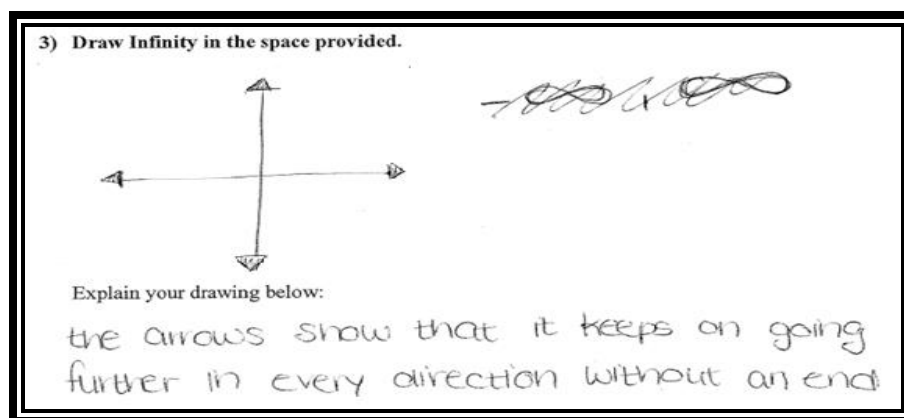 3) Draw Infinity in the space provided.
Explain your drawing below:
the arrows show that it keeps on going
further in every direction without an end